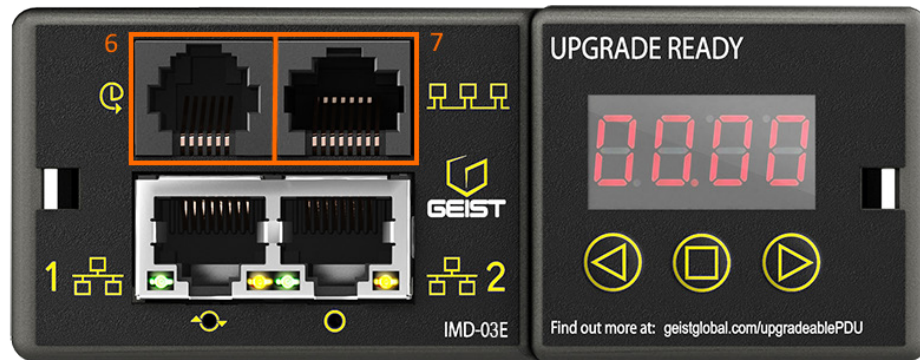 6
7
UPGRADE READY
00.00
GEIST
1
2
IMD-03E
Find out more at: geistglobal.com/upgradeablePDU